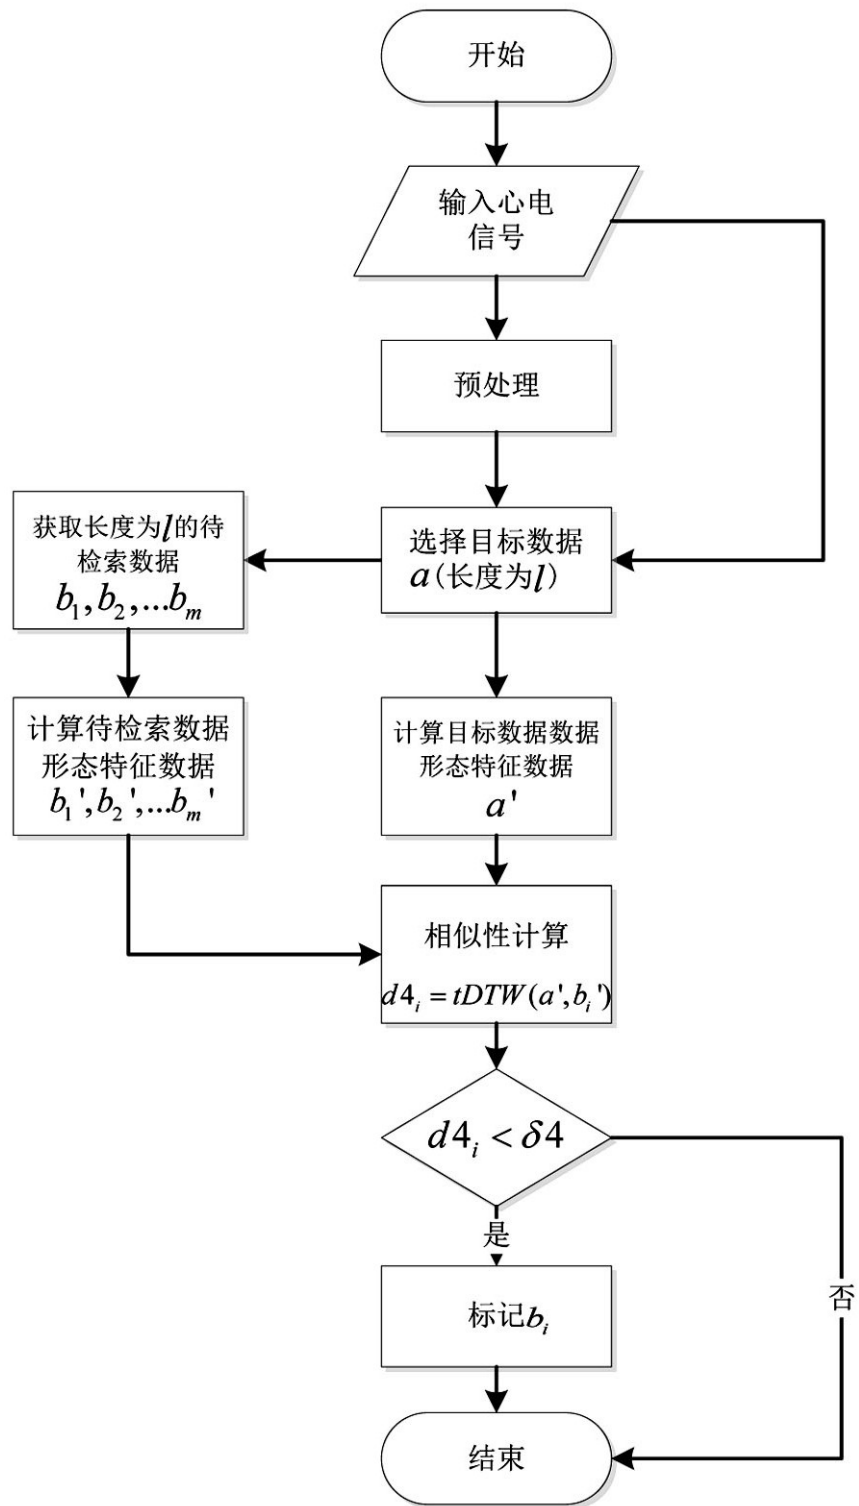 开始
输入心电
信号
预处理
选择目标数据
a(长度为l)
获取长度为l的待
检索数据
b₁,b₂,...bₘ
计算待检索数据
形态特征数据
b₁',b₂',...bₘ'
计算目标数据数据
形态特征数据
a'
相似性计算
d4ᵢ=tDTW(a',bᵢ')
d4ᵢ<δ4
是
否
标记bᵢ
结束